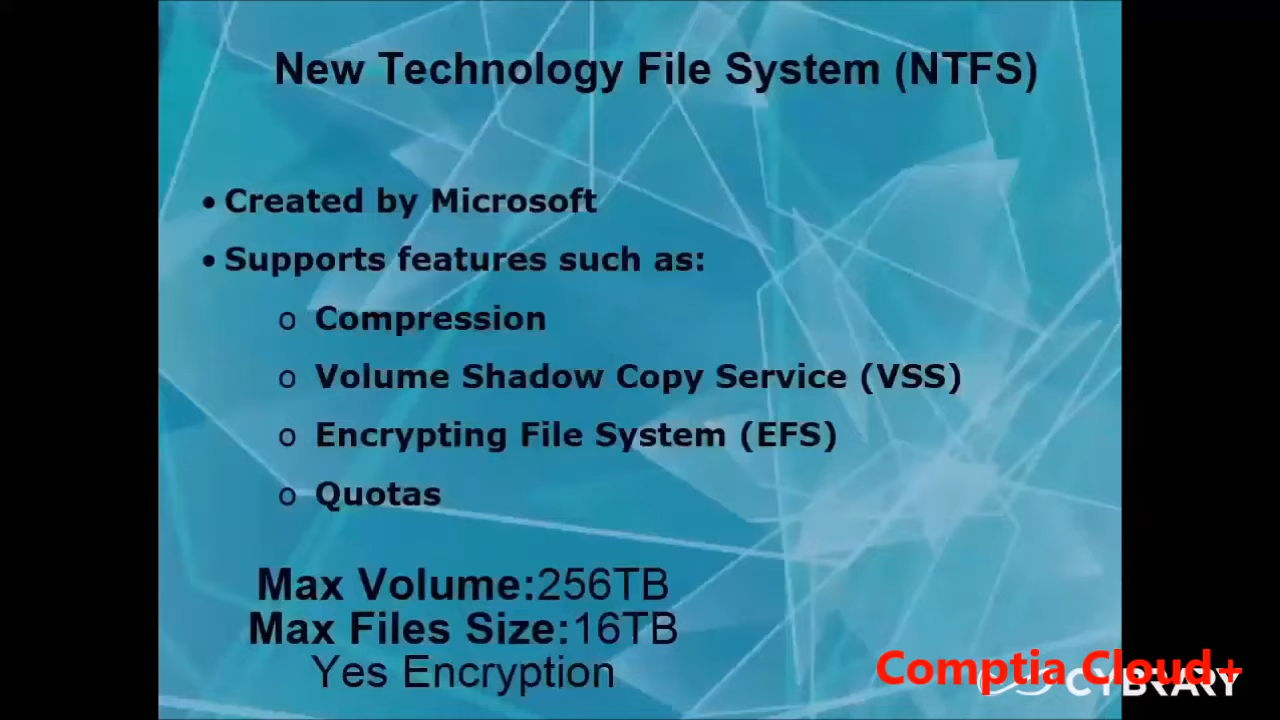 New Technology File System (NTFS)
• Created by Microsoft
• Supports features such as:
o Compression
o Volume Shadow Copy Service (VSS)
o Encrypting File System (EFS)
o Quotas
Max Volume:256TB
Max Files Size:16TB
Yes Encryption
Comptia Cloud+
CYBRARY